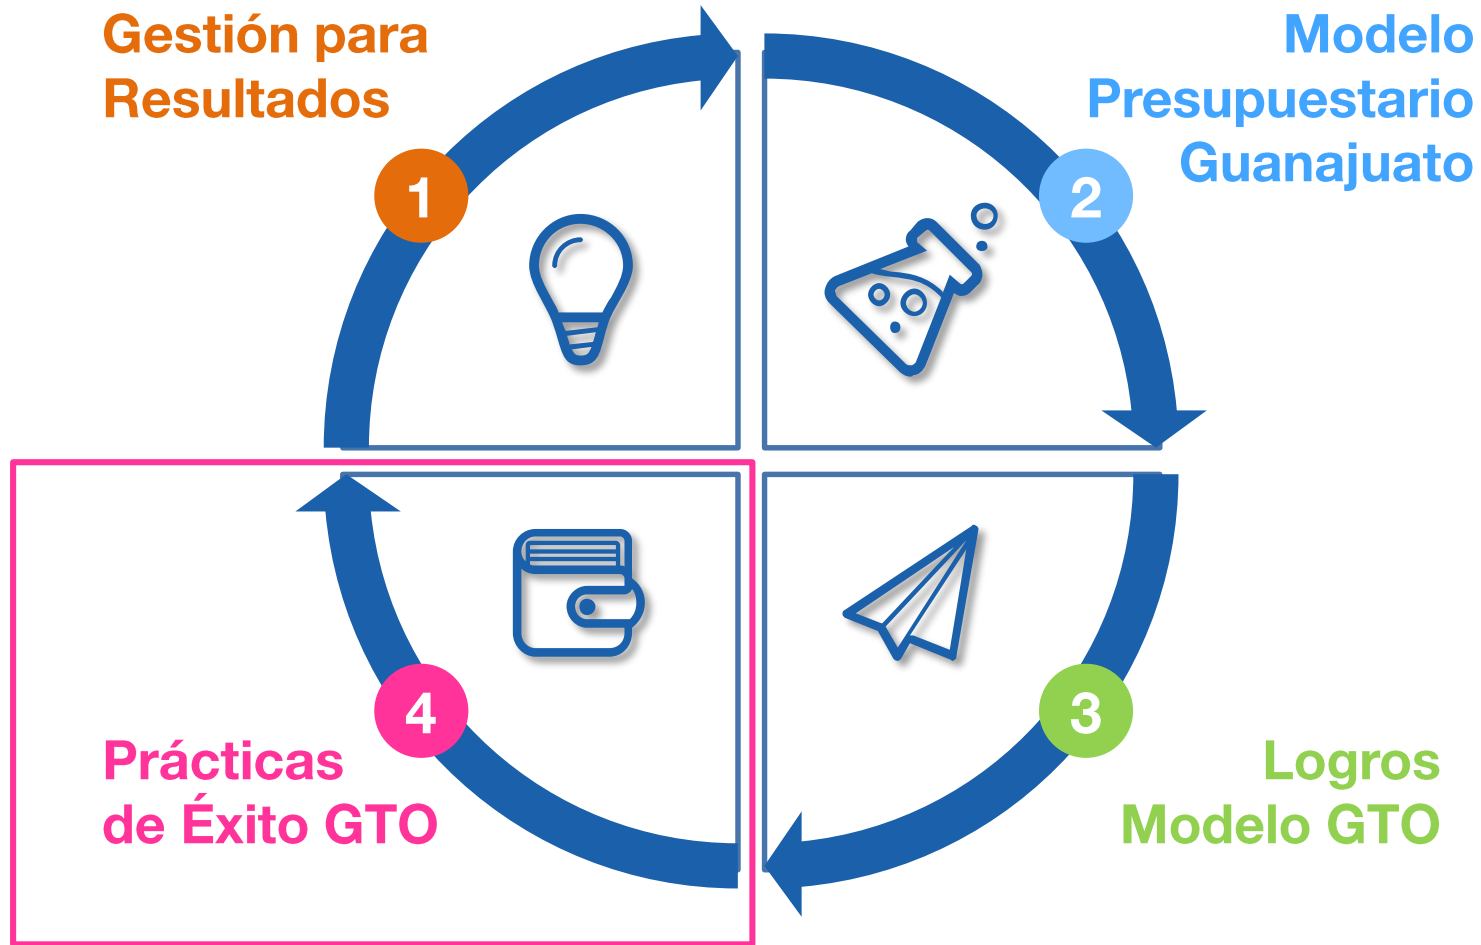 Gestión para
Resultados
1
Modelo
Presupuestario
Guanajuato
2
3
Logros
Modelo GTO
4
Prácticas
de Éxito GTO